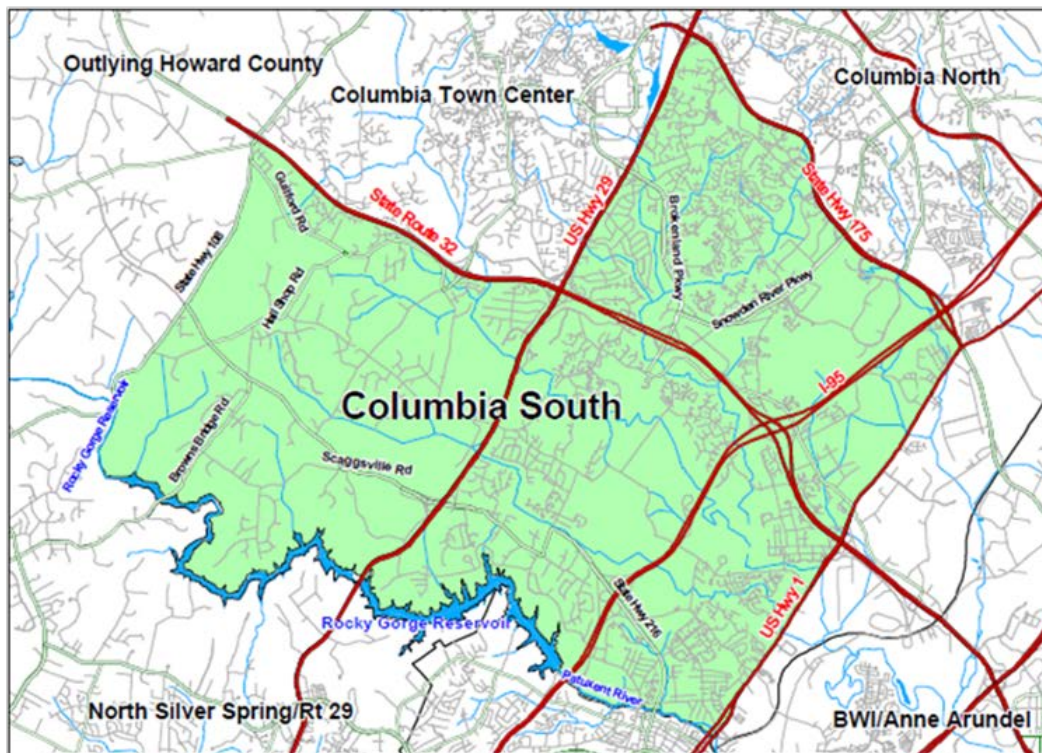 Outlying Howard County
Columbia Town Center
Columbia North
State Hwy 175
US Hwy 29
Guilford Rd
State Route 32
Brokenland Pkwy
State Hwy 108
Hall Shop Rd
Snowden River Pkwy
I-95
Columbia South
Rocky Gorge Reservoir
Browns Bridge Rd
Scaggsville Rd
US Hwy 1
State Hwy 216
Rocky Gorge Reservoir
Patuxent River
North Silver Spring/Rt 29
BWI/Anne Arundel